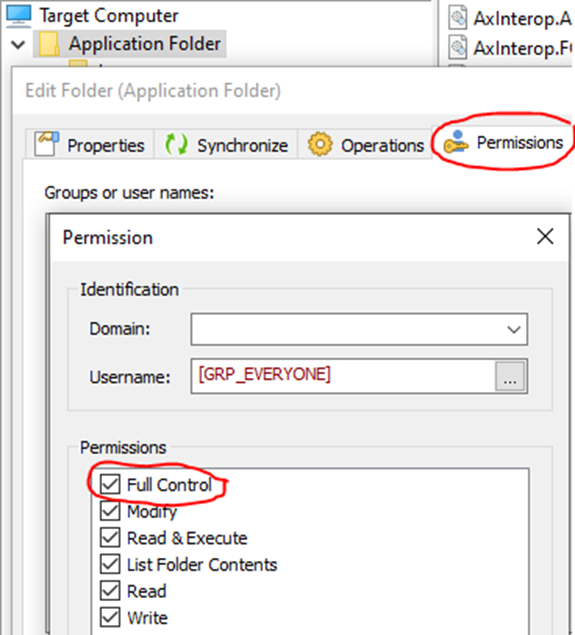 Target Computer
Application Folder
AxInterop.A
AxInterop.F
Edit Folder (Application Folder)
Properties
Synchronize
Operations
Permissions
Groups or user names:
Permission
Identification
Domain:
Username:
[GRP_EVERYONE]
...
Permissions
Full Control
Modify
Read & Execute
List Folder Contents
Read
Write